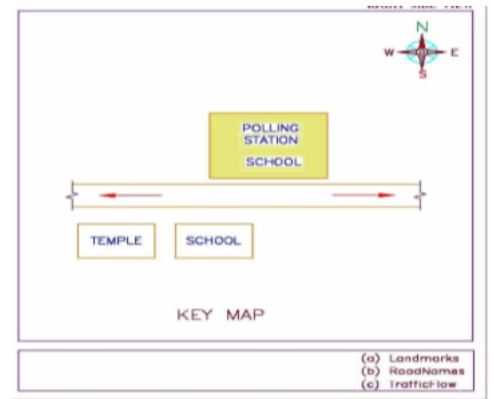 N
W E
S
POLLING
STATION
SCHOOL
TEMPLE SCHOOL
KEY MAP
(a) Landmarks
(b) RoadNames
(c) TrafficFlow